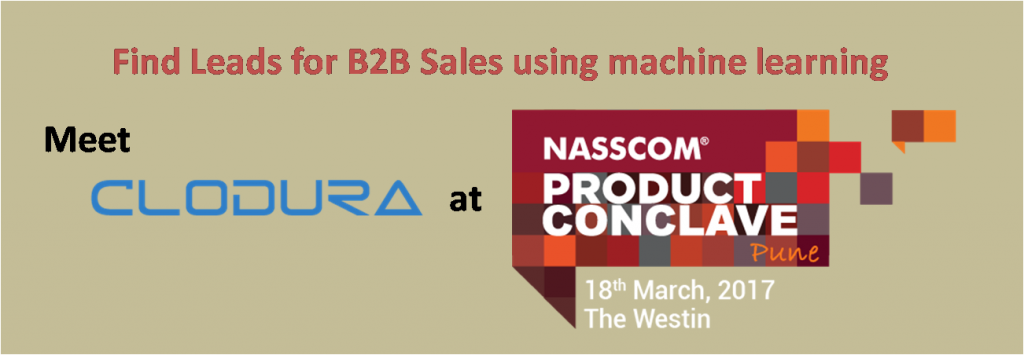 Find Leads for B2B Sales using machine learning
Meet
CLODURA at
NASSCOM®
PRODUCT
CONCLAVE
Pune
18th March, 2017
The Westin